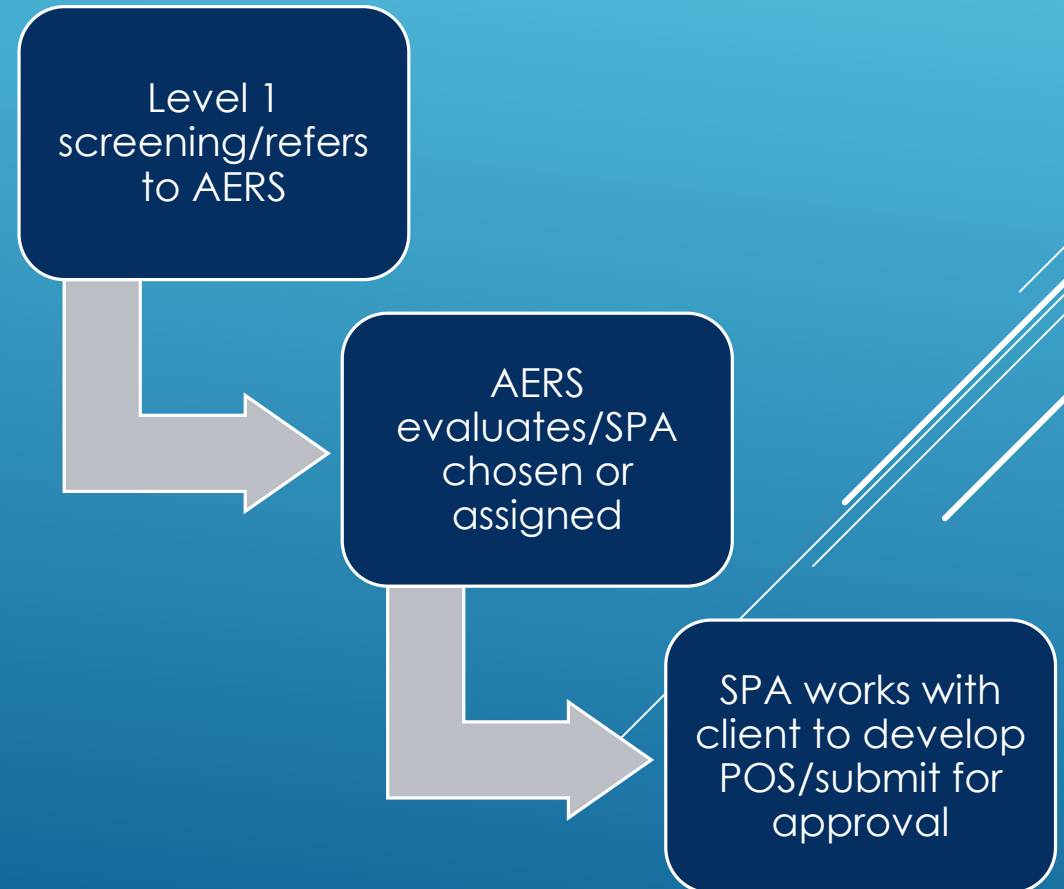 Level 1
screening/refers
to AERS
AERS
evaluates/SPA
chosen or
assigned
SPA works with
client to develop
POS/submit for
approval